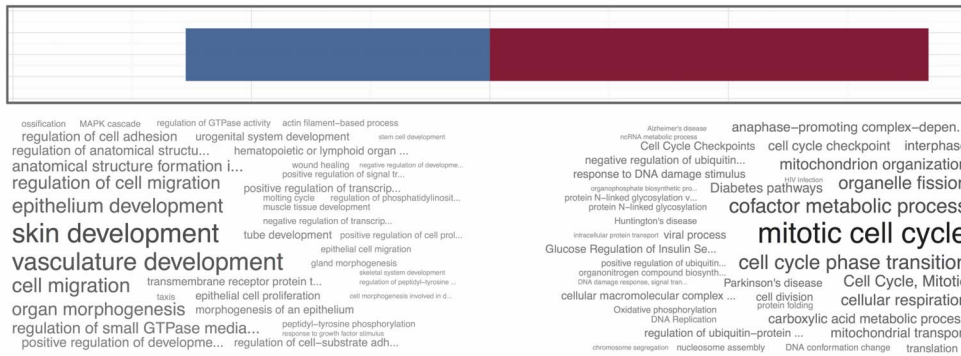 ossification MAPK cascade regulation of GTPase activity actin filament−based process
regulation of cell adhesion urogenital system development stem cell development
regulation of anatomical structu... hematopoietic or lymphoid organ ...
anatomical structure formation i... wound healing negative regulation of developme...
positive regulation of signal tr...
regulation of cell migration positive regulation of transcrip...
molting cycle regulation of phosphatidylinosit...
epithelium development muscle tissue development
negative regulation of transcrip...
skin development tube development positive regulation of cell prol...
epithelial cell migration
vasculature development gland morphogenesis
skeletal system development
cell migration transmembrane receptor protein t... regulation of peptidyl−tyrosine ...
taxis epithelial cell proliferation cell morphogenesis involved in d...
organ morphogenesis morphogenesis of an epithelium
regulation of small GTPase media... peptidyl−tyrosine phosphorylation
response to growth factor stimulus
positive regulation of developme... regulation of cell−substrate adh...
Alzheimer's disease anaphase−promoting complex−depen...
ncRNA metabolic process
Cell Cycle Checkpoints cell cycle checkpoint interphase
negative regulation of ubiquitin... mitochondrion organization
response to DNA damage stimulus HIV Infection
organophosphate biosynthetic pro... Diabetes pathways organelle fission
protein N−linked glycosylation v...
protein N−linked glycosylation cofactor metabolic process
Huntington's disease
intracellular protein transport viral process mitotic cell cycle
Glucose Regulation of Insulin Se...
positive regulation of ubiquitin... cell cycle phase transition
organonitrogen compound biosynth...
DNA damage response, signal tran... Parkinson's disease Cell Cycle, Mitotic
cellular macromolecular complex ... cell division cellular respiration
protein folding
Oxidative phosphorylation carboxylic acid metabolic process
DNA Replication
regulation of ubiquitin−protein ... mitochondrial transport
chromosome segregation nucleosome assembly DNA conformation change translation